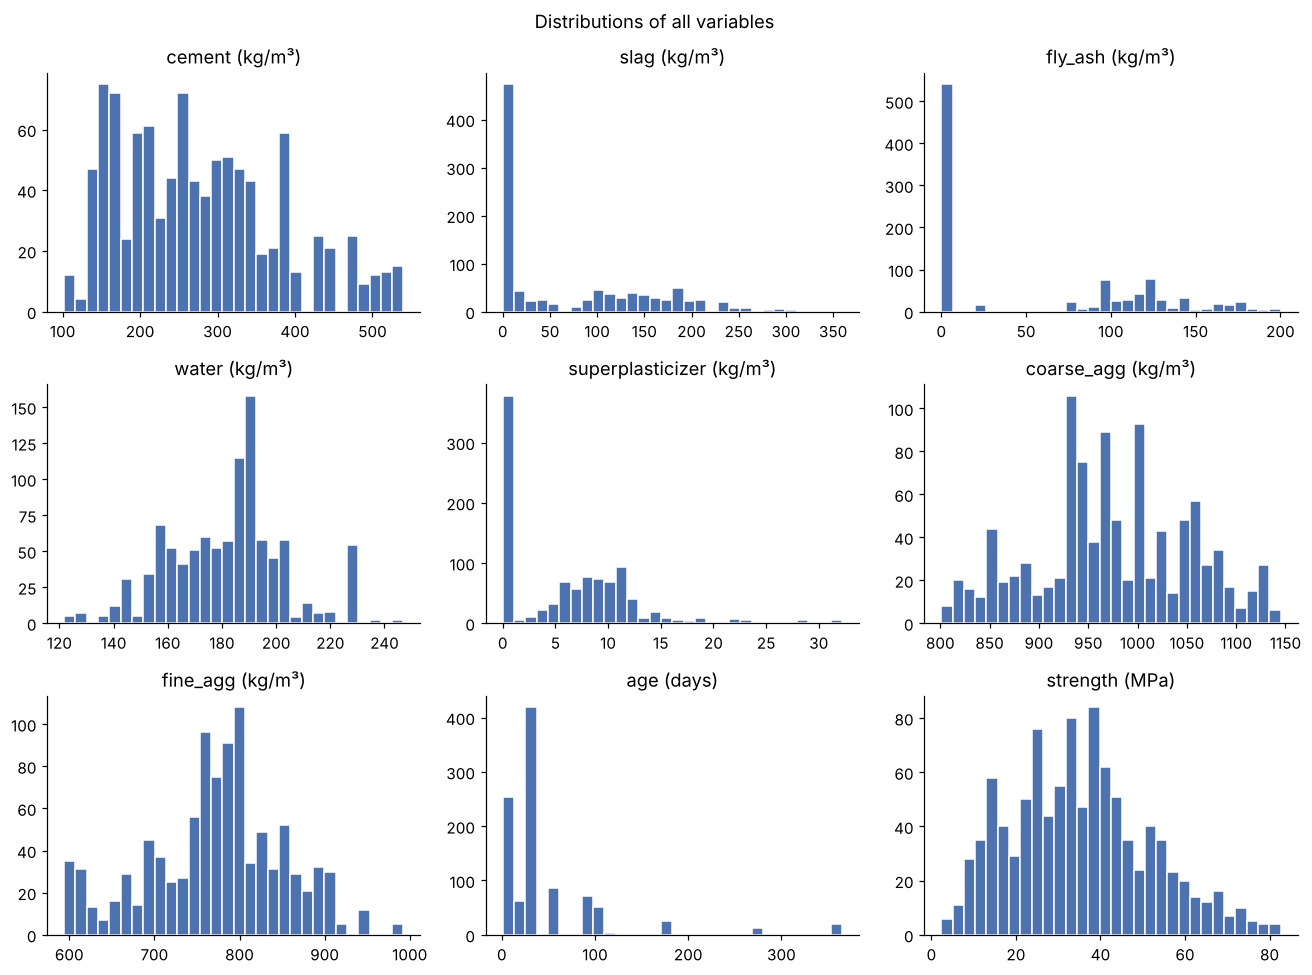 Distributions of all variables
cement (kg/m³)
slag (kg/m³)
fly_ash (kg/m³)
60
40
20
0
100 200 300 400 500
400
300
200
100
0
0 50 100 150 200 250 300 350
500
400
300
200
100
0
0 50 100 150 200
water (kg/m³)
superplasticizer (kg/m³)
coarse_agg (kg/m³)
150
125
100
75
50
25
0
120 140 160 180 200 220 240
300
200
100
0
0 5 10 15 20 25 30
100
80
60
40
20
0
800 850 900 950 1000 1050 1100 1150
fine_agg (kg/m³)
age (days)
strength (MPa)
100
80
60
40
20
0
600 700 800 900 1000
400
300
200
100
0
0 100 200 300
80
60
40
20
0
0 20 40 60 80